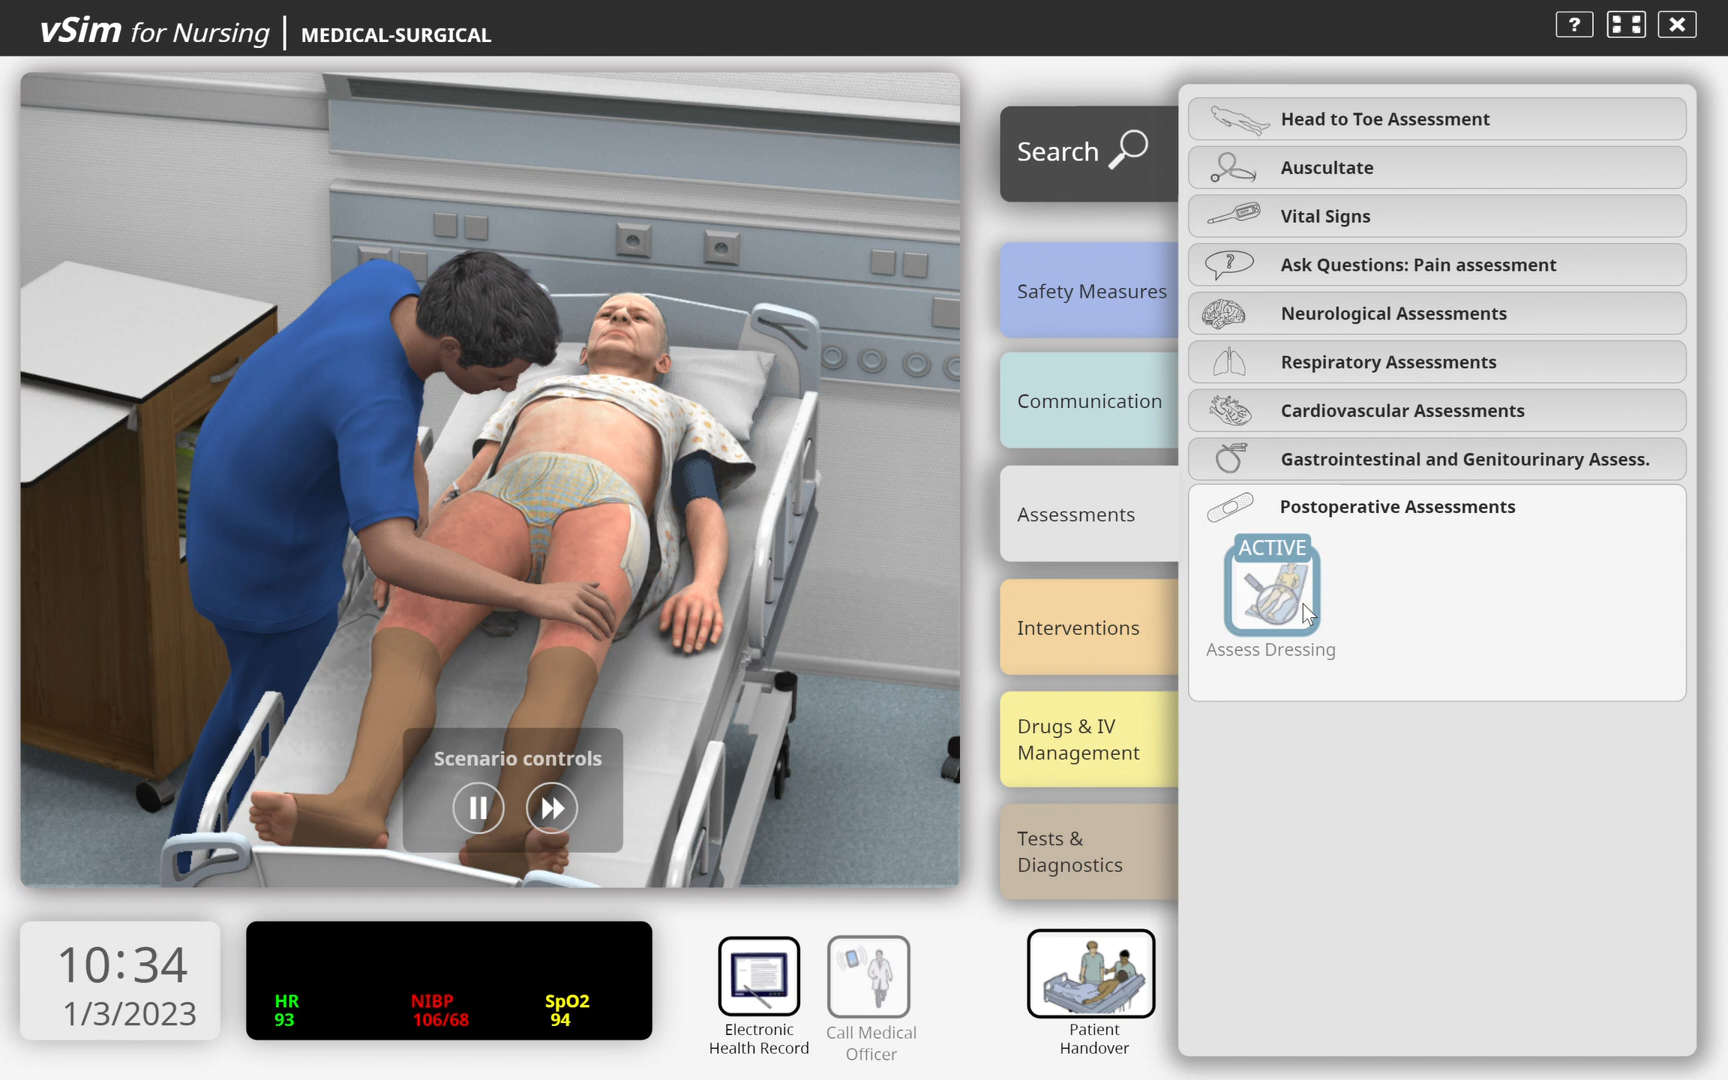 vSim for Nursing | MEDICAL-SURGICAL
?
Search
Safety Measures
Communication
Assessments
Interventions
Drugs & IV
Management
Tests &
Diagnostics
Head to Toe Assessment
Auscultate
Vital Signs
?
Ask Questions: Pain assessment
Neurological Assessments
Respiratory Assessments
Cardiovascular Assessments
Gastrointestinal and Genitourinary Assess.
Postoperative Assessments
ACTIVE
Assess Dressing
Scenario controls
10:34
1/3/2023
HR NIBP SpO2
93 106/68 94
Electronic
Health Record
Call Medical
Officer
Patient
Handover